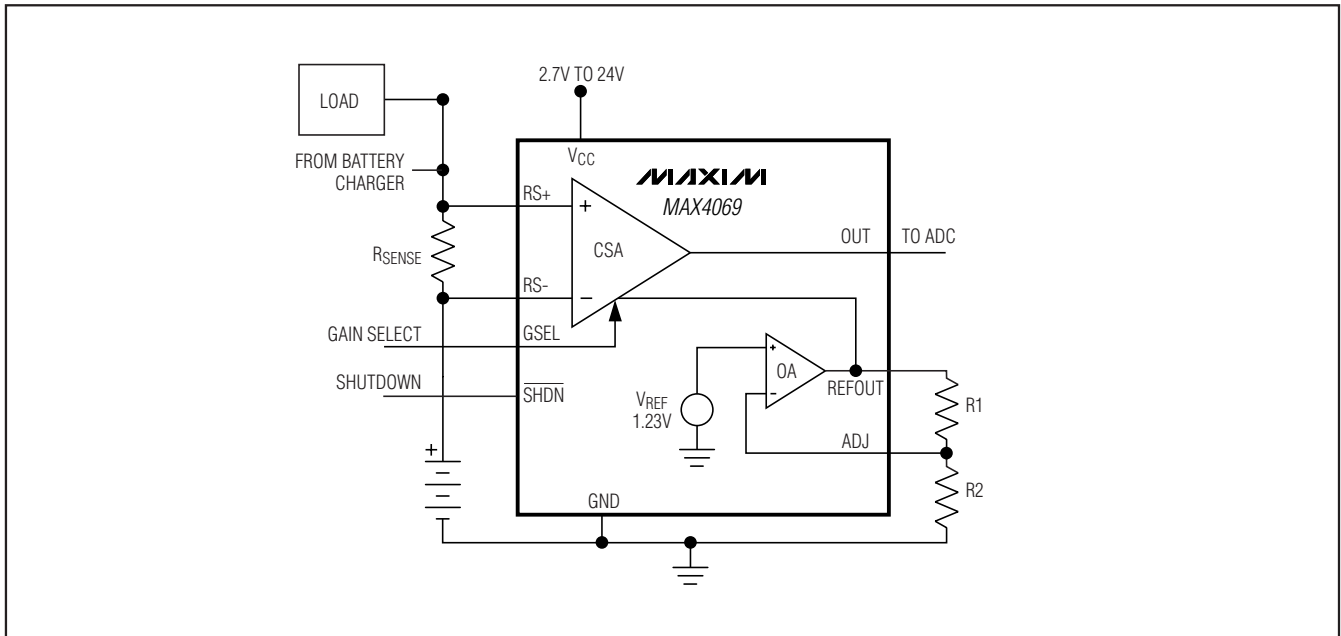 2.7V TO 24V
LOAD
FROM BATTERY
CHARGER
VCC
MAXIM
MAX4069
RS+
+
CSA
OUT
TO ADC
RSENSE
RS-
−
GAIN SELECT
GSEL
SHUTDOWN
SHDN
+
OA
−
REFOUT
VREF
1.23V
R1
ADJ
R2
+
GND